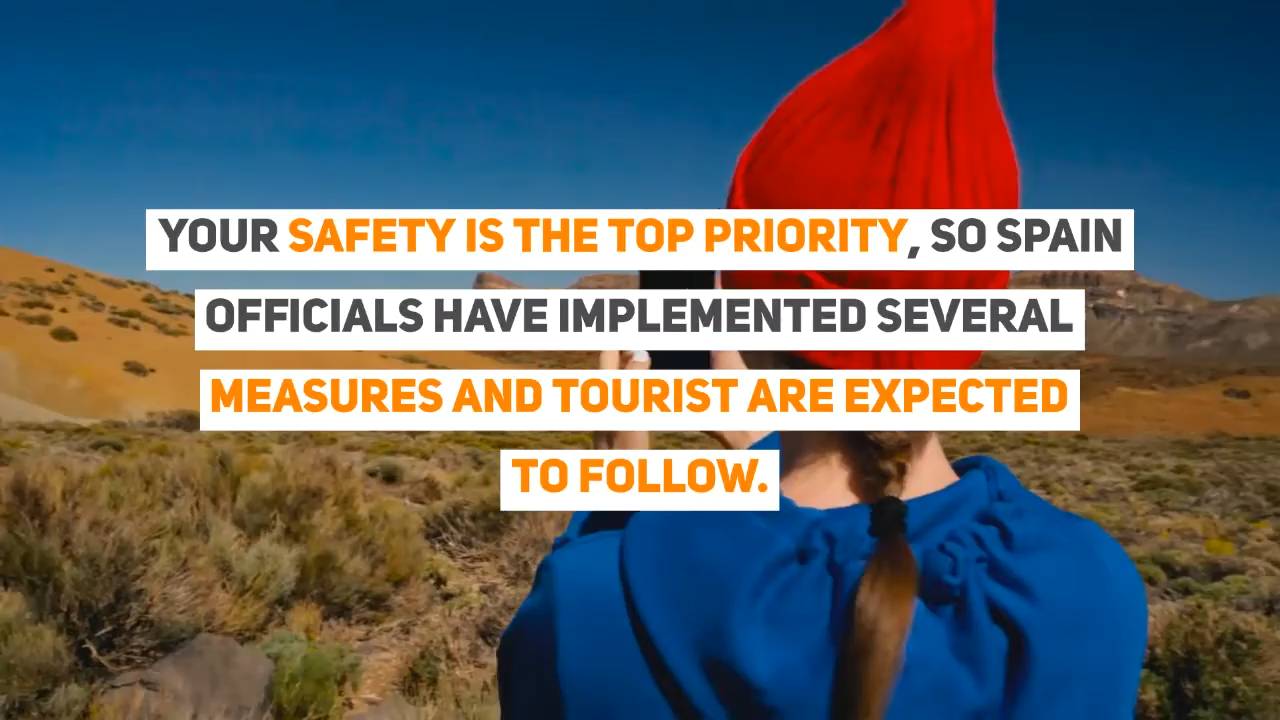 YOUR SAFETY IS THE TOP PRIORITY, SO SPAIN
OFFICIALS HAVE IMPLEMENTED SEVERAL
MEASURES AND TOURIST ARE EXPECTED
TO FOLLOW.